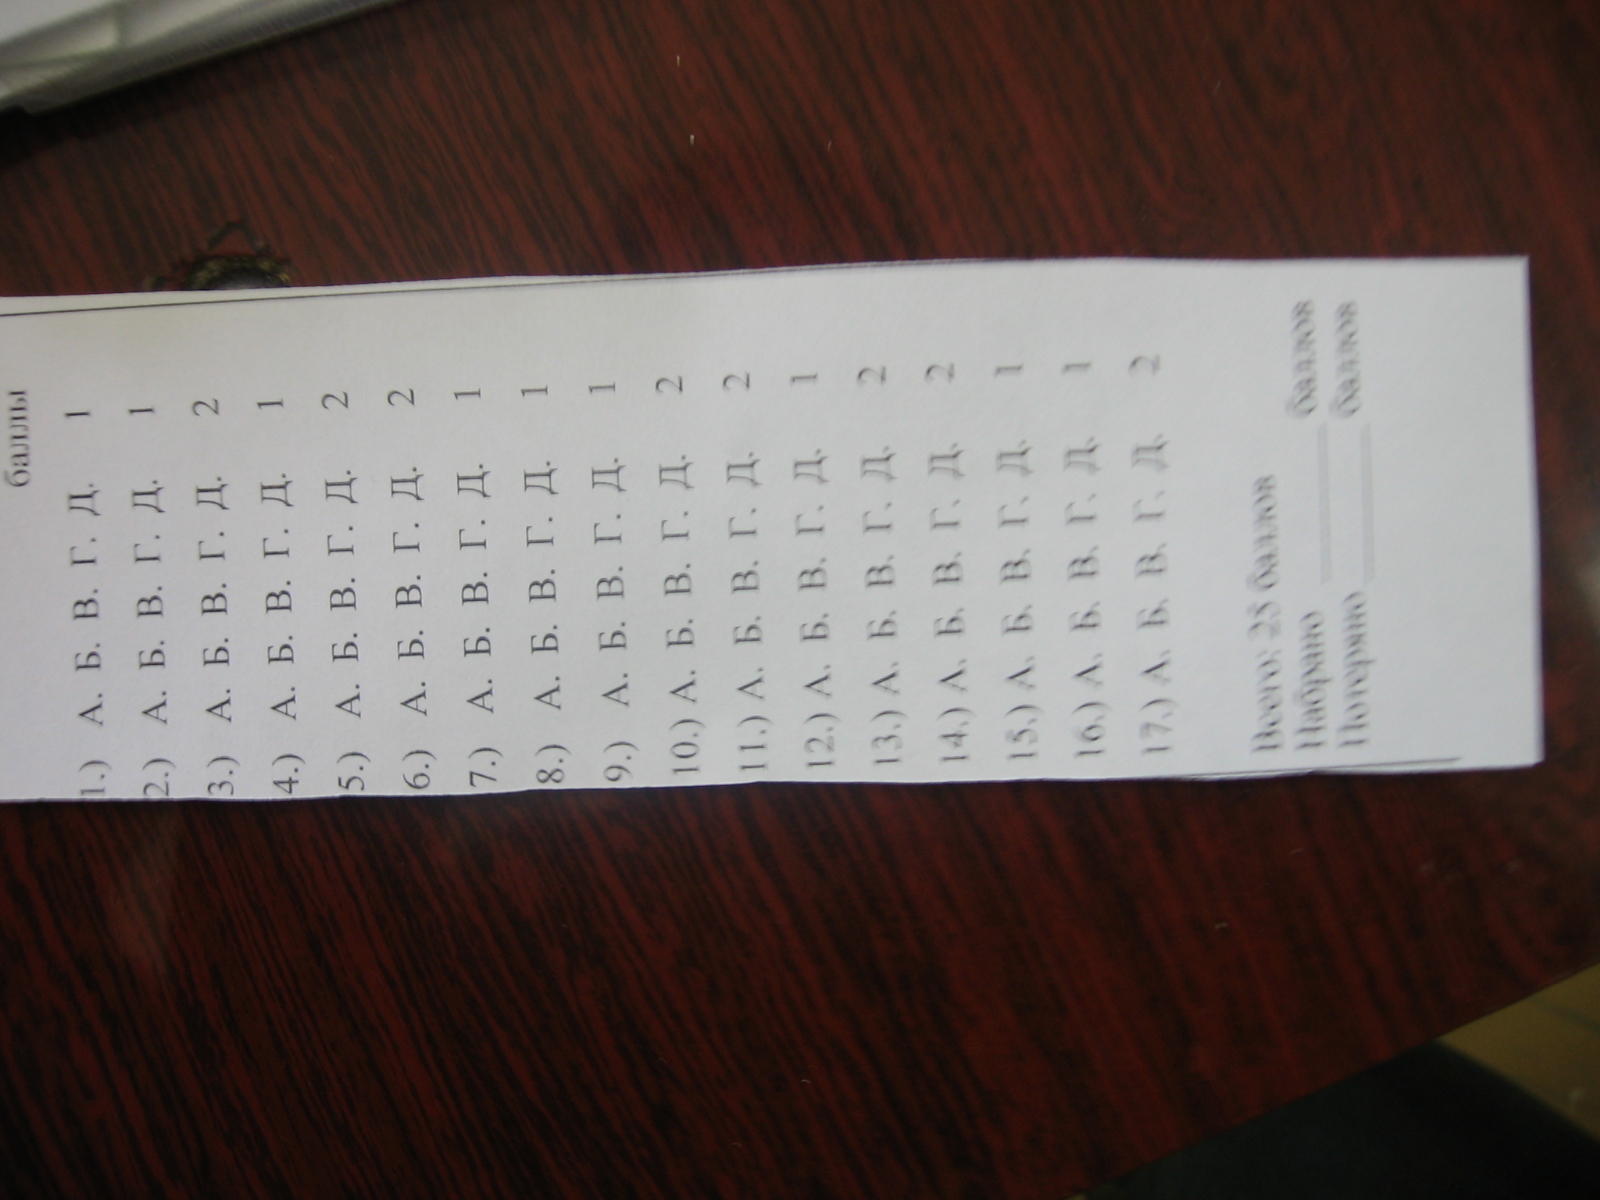 баллы
1.) А. Б. В. Г. Д. 1
2.) А. Б. В. Г. Д. 1
3.) А. Б. В. Г. Д. 2
4.) А. Б. В. Г. Д. 1
5.) А. Б. В. Г. Д. 2
6.) А. Б. В. Г. Д. 2
7.) А. Б. В. Г. Д. 1
8.) А. Б. В. Г. Д. 1
9.) А. Б. В. Г. Д. 1
10.) А. Б. В. Г. Д. 2
11.) А. Б. В. Г. Д. 2
12.) А. Б. В. Г. Д. 1
13.) А. Б. В. Г. Д. 2
14.) А. Б. В. Г. Д. 2
15.) А. Б. В. Г. Д. 1
16.) А. Б. В. Г. Д. 1
17.) А. Б. В. Г. Д. 2
Всего: 25 баллов
Набрано ________ баллов
Потеряно ________ баллов